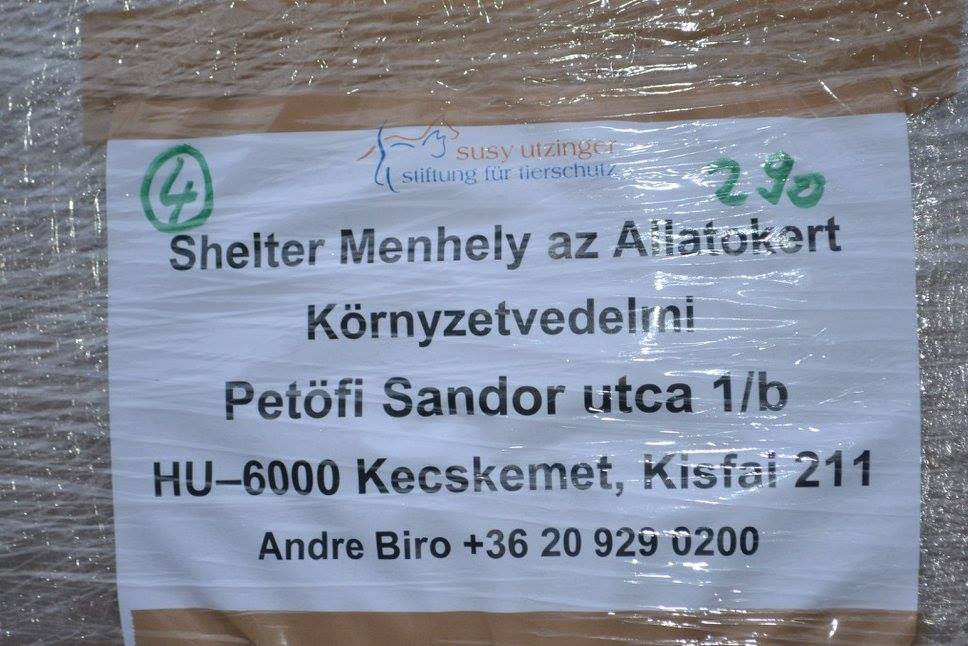 susy utzinger
stiftung für tierschutz
4
290
Shelter Menhely az Allatokert
Környzetvedelmi
Petöfi Sandor utca 1/b
HU–6000 Kecskemet, Kisfai 211
Andre Biro +36 20 929 0200